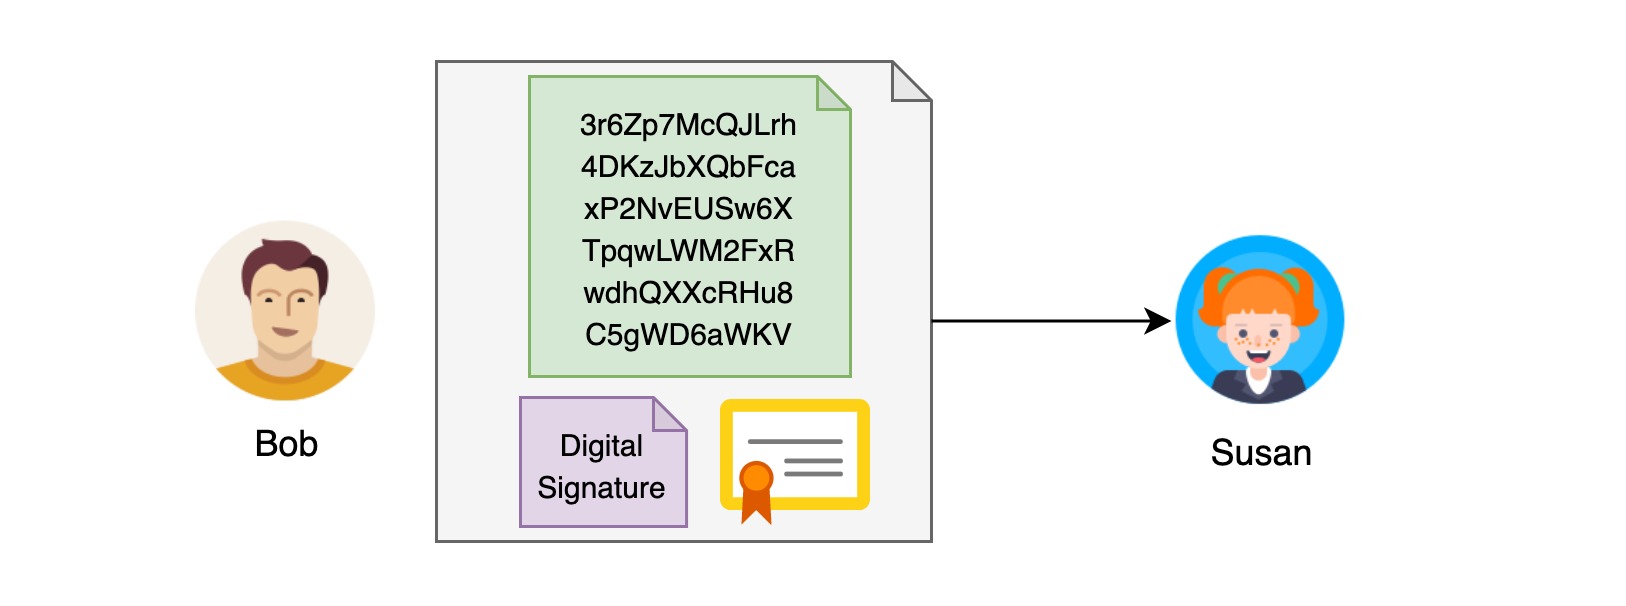 3r6Zp7McQJLrh
4DKzJbXQbFca
xP2NvEUSw6X
TpqwLWM2FxR
wdhQXXcRHu8
C5gWD6aWKV
Digital
Signature
Bob
Susan